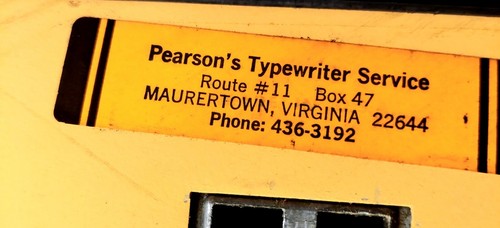 Pearson's Typewriter Service
Route #11 Box 47
MAURERTOWN, VIRGINIA 22644
Phone: 436-3192